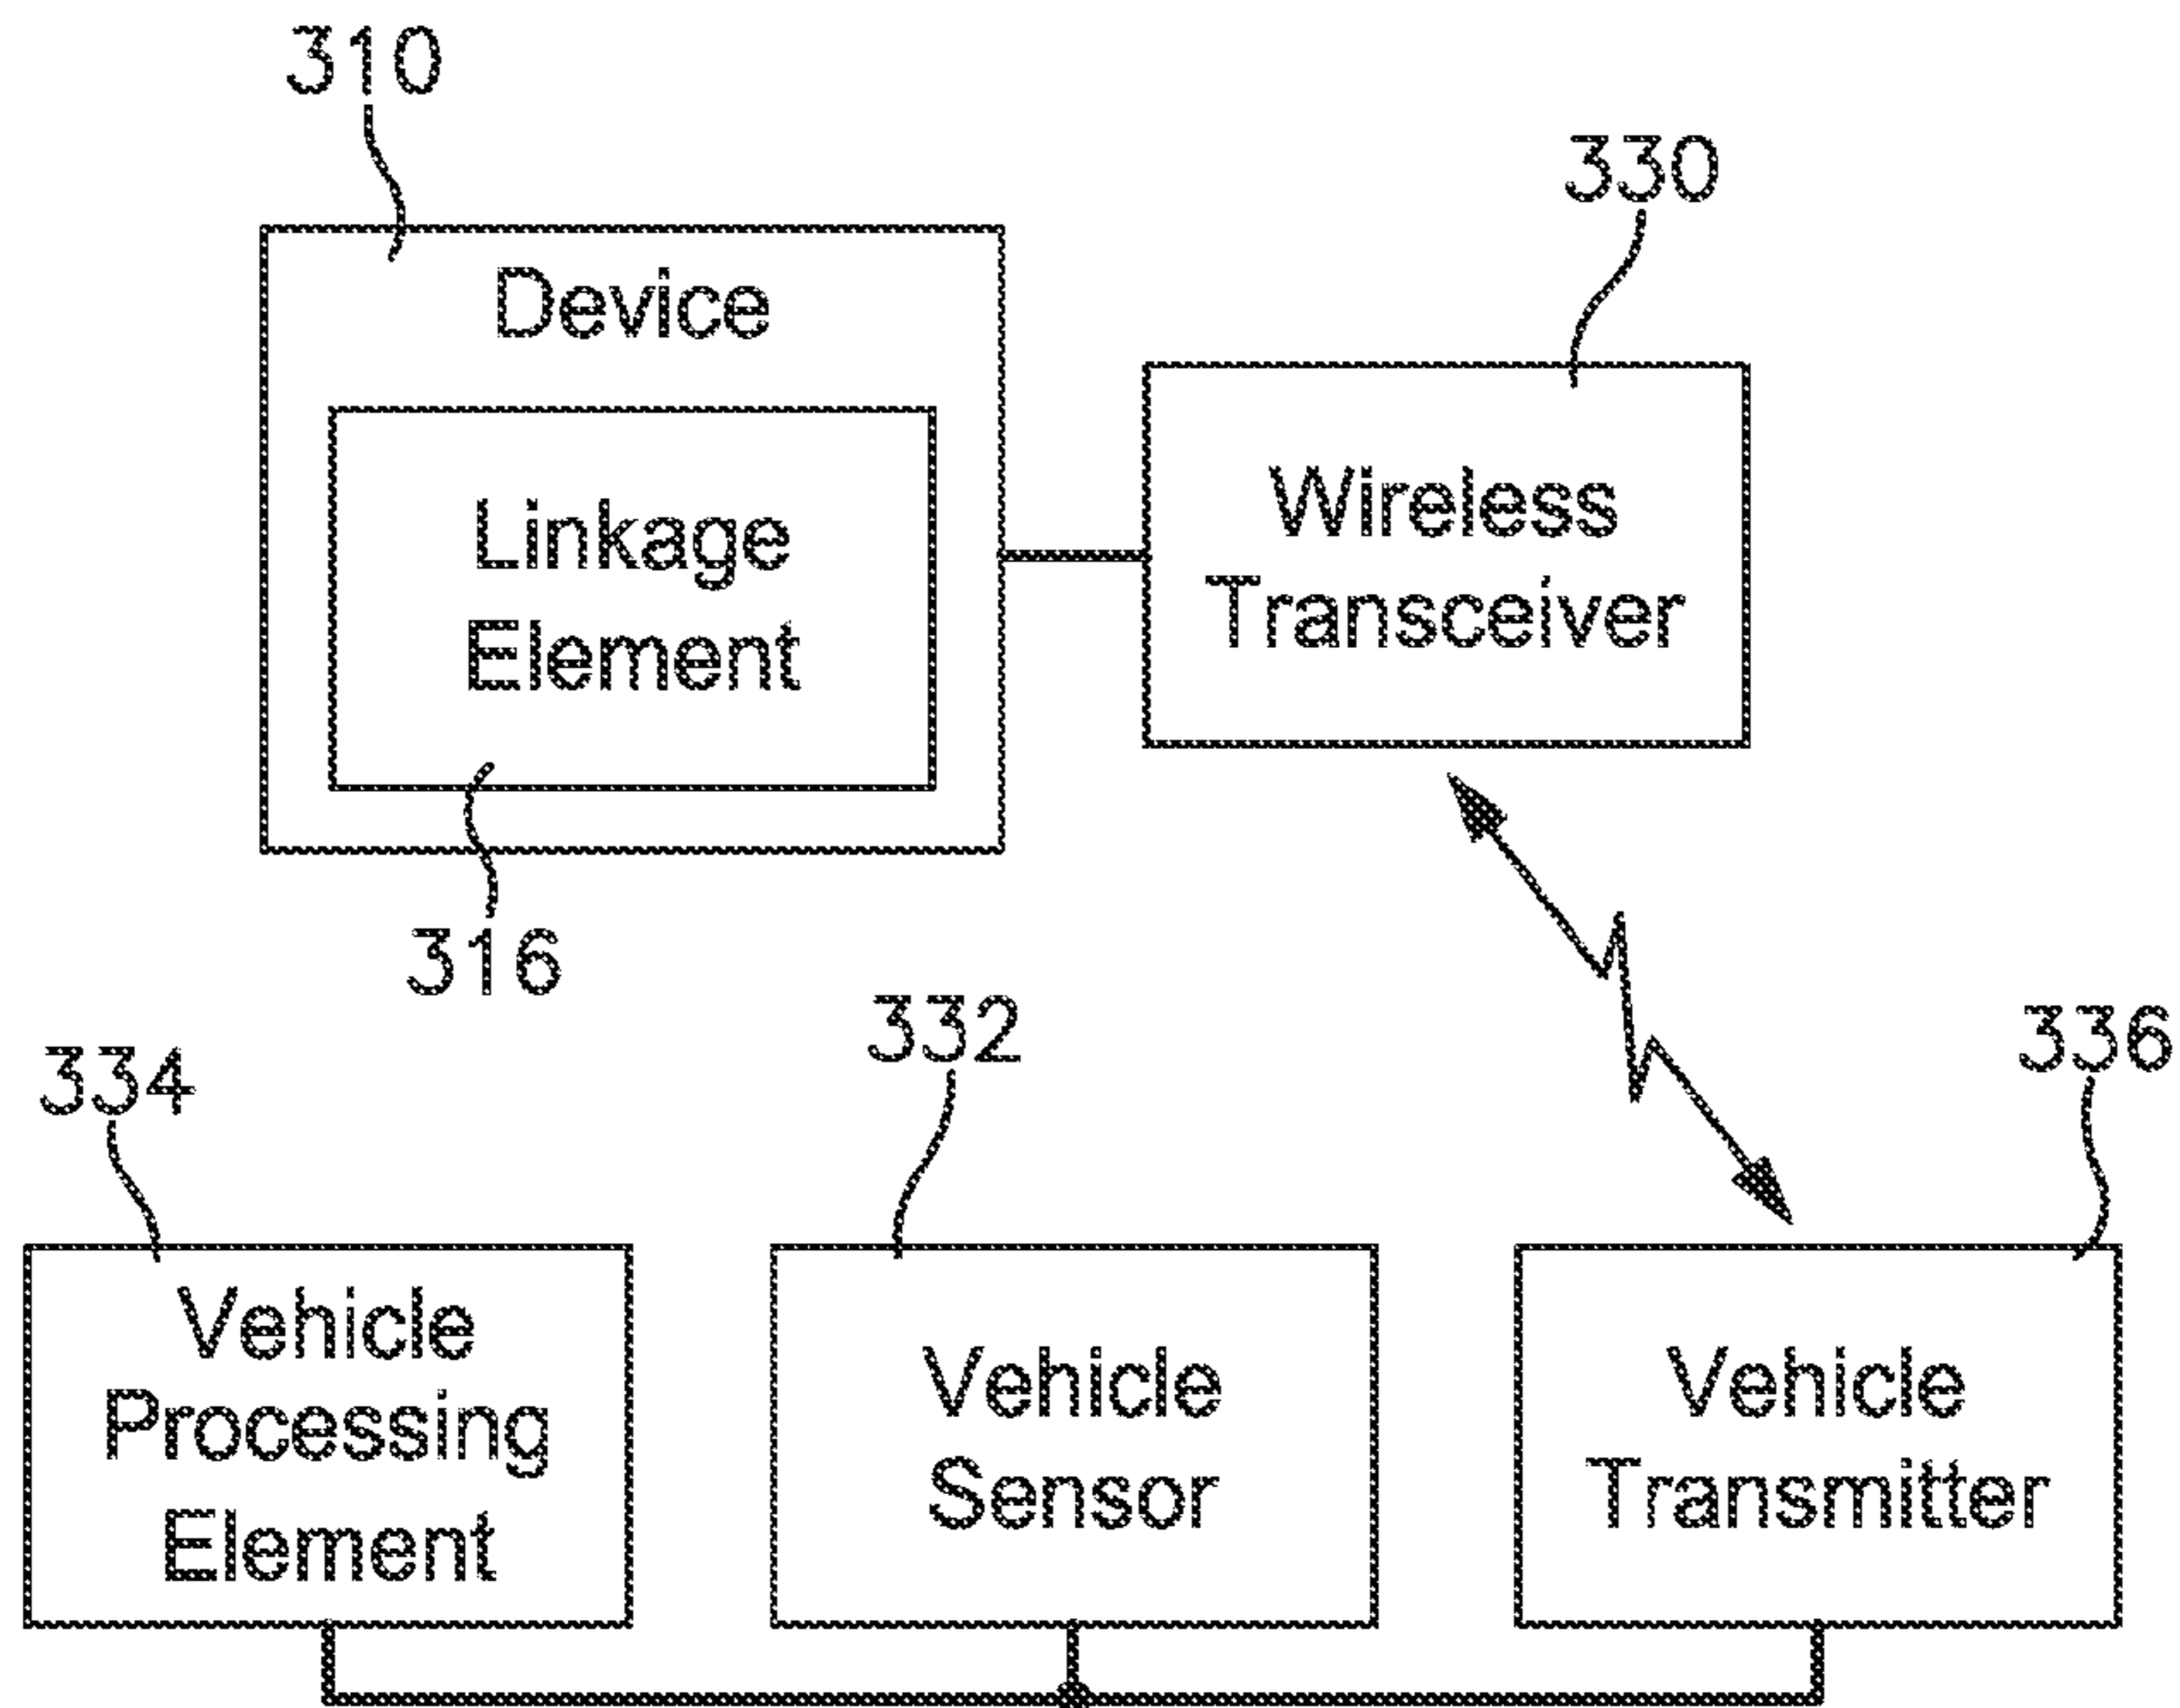 310
330
Device
Linkage
Element
Wireless
Transceiver
316
332
336
334
Vehicle
Processing
Element
Vehicle
Sensor
Vehicle
Transmitter